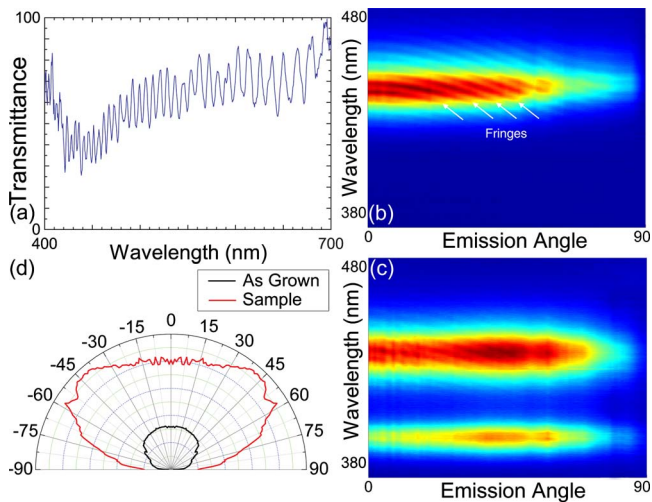 100
Transmittance
0
(a)
400
Wavelength (nm)
700
480
Wavelength (nm)
380
(b)
Fringes
0
Emission Angle
90
(d)
As Grown
Sample
-90
-75
-60
-45
-30
-15
0
15
30
45
60
75
90
480
(c)
Wavelength (nm)
380
0
Emission Angle
90